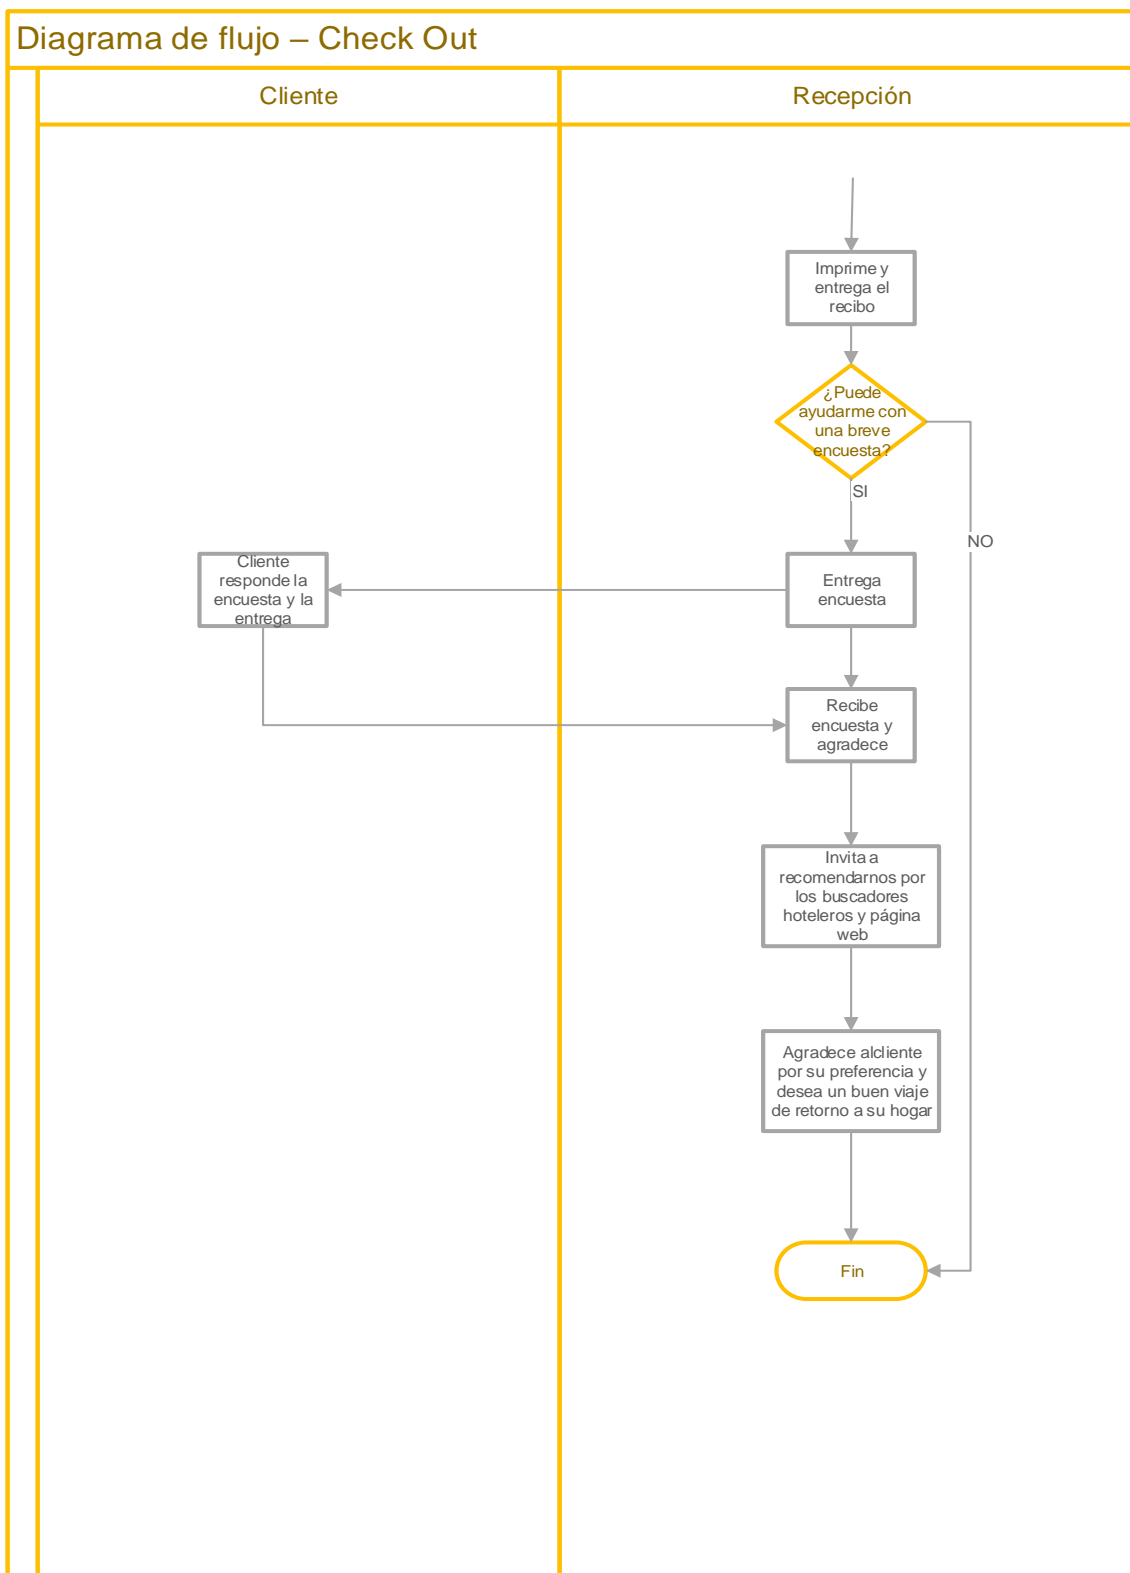 Diagrama de flujo – Check Out
Cliente
Recepción
Imprime y
entrega el
recibo
¿Puede
ayudarme con
una breve
encuesta?
SI
NO
Cliente
responde la
encuesta y la
entrega
Entrega
encuesta
Recibe
encuesta y
agradece
Invita a
recomendarnos por
los buscadores
hoteleros y página
web
Agradece alcliente
por su preferencia y
desea un buen viaje
de retorno a su hogar
Fin